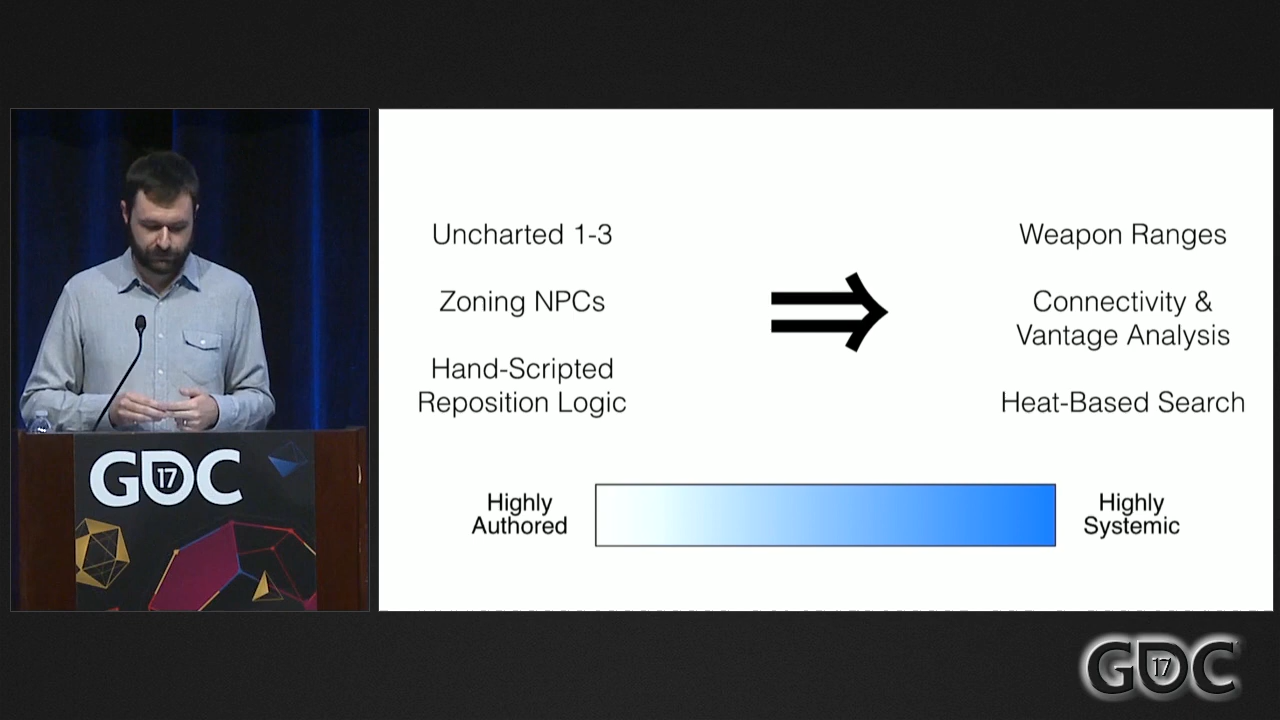 Uncharted 1-3
Zoning NPCs
Hand-Scripted
Reposition Logic
Weapon Ranges
Connectivity &
Vantage Analysis
Heat-Based Search
Highly
Authored
Highly
Systemic
GDC 17
GDC 17